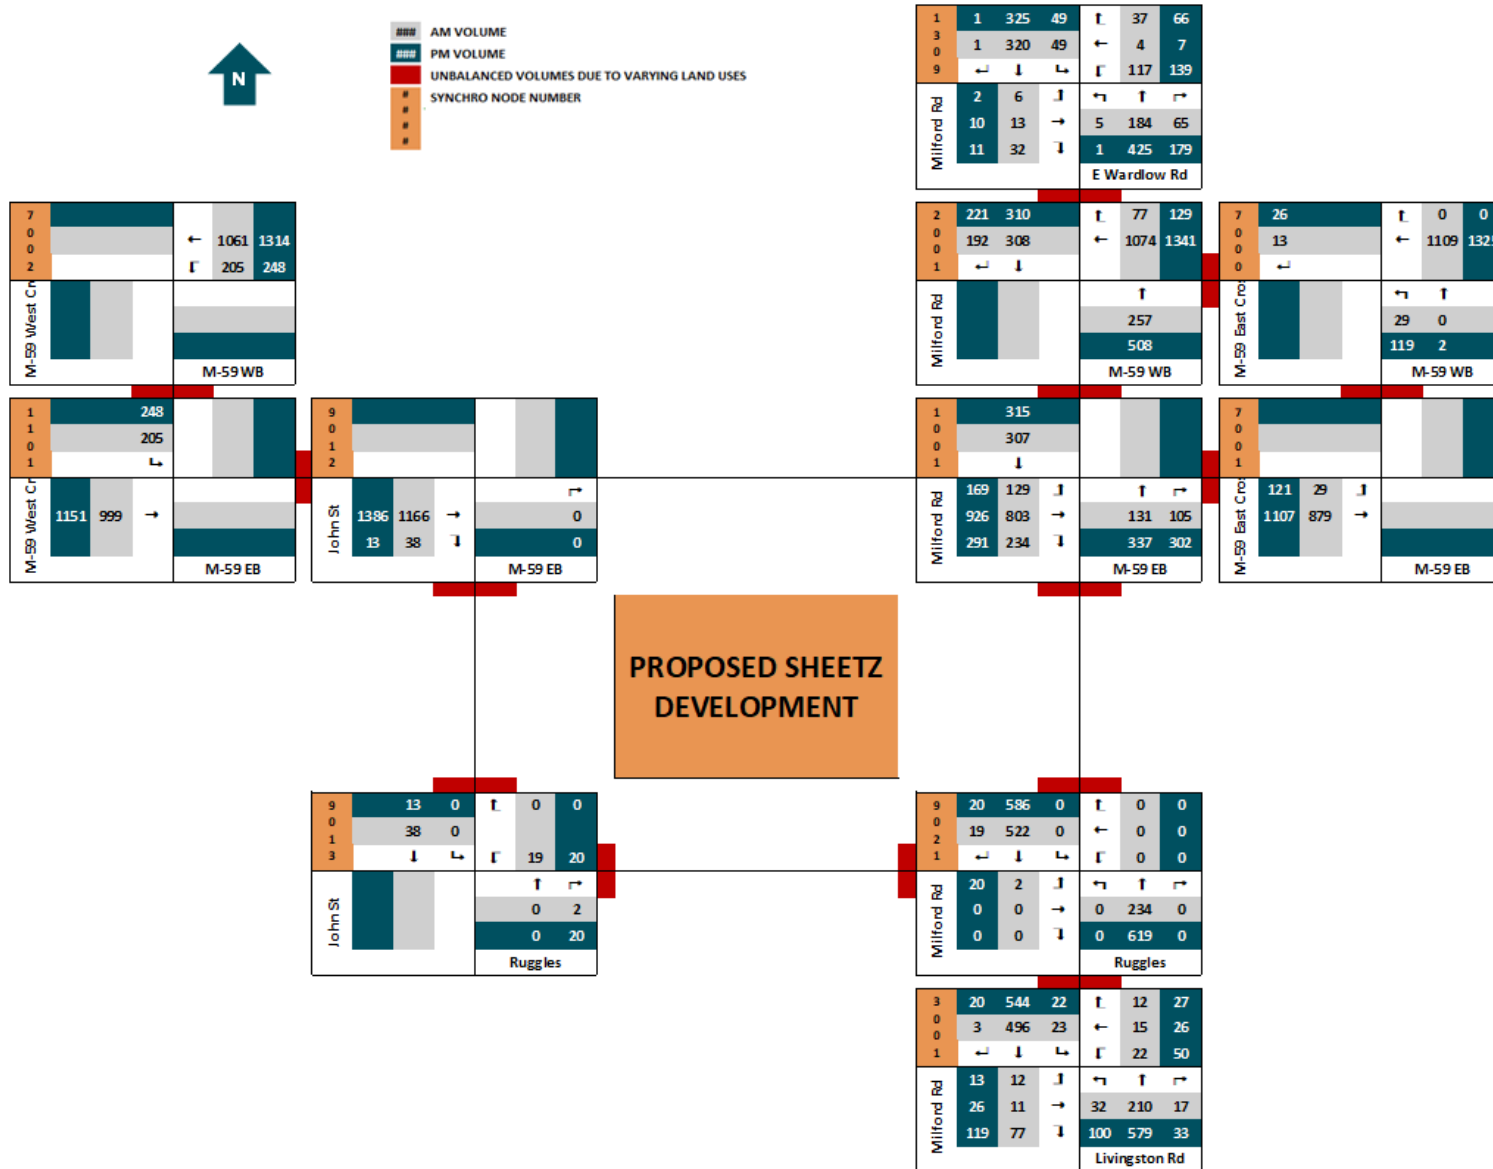 ### AM VOLUME
### PM VOLUME
UNBALANCED VOLUMES DUE TO VARYING LAND USES
#
#
#
#
SYNCHRO NODE NUMBER
N
1309
1 325 49 ↑ 37 66
1 320 49 ← 4 7
↵ ↓ ↳ 117 139
Milford Rd
2 6 ↰ ↑ ↱
10 13 → 5 184 65
11 32 1 425 179
E Wardlow Rd
7002
← 1061 1314
205 248
M-59 West Cr
M-59 WB
2001
221 310 77 129
192 308 ← 1074 1341
↵ ↓
Milford Rd
↑
257
508
M-59 WB
7000
26 0 0
13 ← 1109 1325
↵
M-59 East Cro
↰ ↑
29 0
119 2
M-59 WB
1101
248
205
↳
M-59 West Cr
1151 999 →
M-59 EB
9012
John St
↱
1386 1166 → 0
13 38 0
M-59 EB
1001
315
307
↓
Milford Rd
169 129 ↑ ↱
926 803 → 131 105
291 234 337 302
M-59 EB
7001
M-59 East Cro
121 29
1107 879 →
M-59 EB
PROPOSED SHEETZ
DEVELOPMENT
9013
13 0 0 0
38 0
↓ ↳ 19 20
John St
↑ ↱
0 2
0 20
Ruggles
9021
20 586 0 0 0
19 522 0 ← 0 0
↵ ↓ ↳ 0 0
Milford Rd
20 2 ↰ ↑ ↱
0 0 → 0 234 0
0 0 0 619 0
Ruggles
3001
20 544 22 12 27
3 496 23 ← 15 26
↵ ↓ ↳ 22 50
Milford Rd
13 12 ↰ ↑ ↱
26 11 → 32 210 17
119 77 100 579 33
Livingston Rd